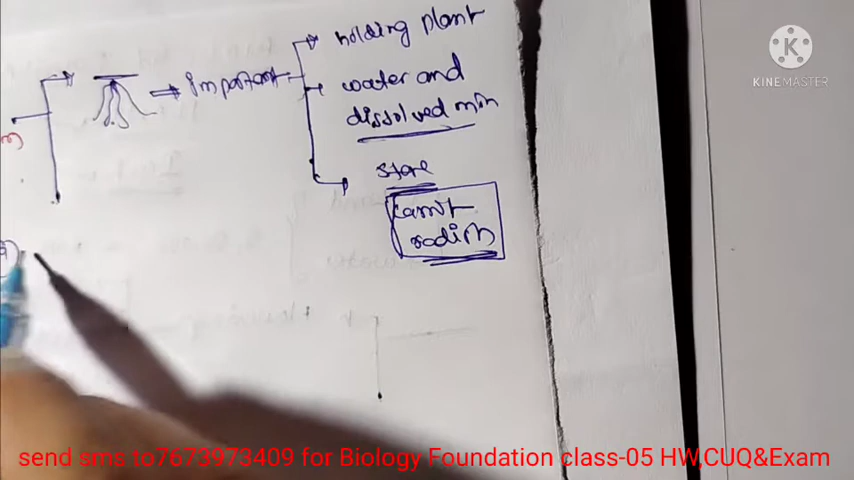 holding plant
important
water and
dissolved min
store
carrot
radish
KINEMASTER
send sms to7673973409 for Biology Foundation class-05 HW,CUQ&Exam